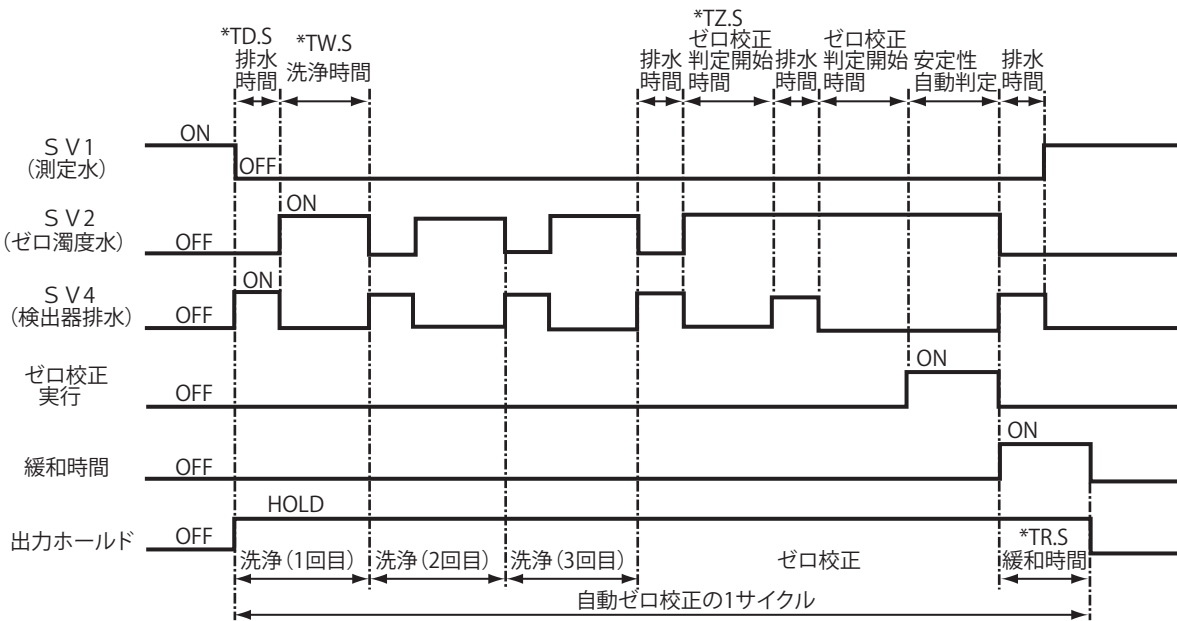 *TD.S
排水
時間
*TW.S
洗浄時間
排水
時間
*TZ.S
ゼロ校正
判定開始
時間
排水
時間
ゼロ校正
判定開始
時間
安定性
自動判定
排水
時間
ＳＶ1
（測定水）
ON
OFF
ＳＶ2
（ゼロ濁度水）
OFF
ON
ＳＶ4
（検出器排水）
OFF
ON
ゼロ校正
実行
OFF
ON
緩和時間
OFF
ON
出力ホールド
OFF
HOLD
洗浄（1回目）
洗浄（2回目）
洗浄（3回目）
ゼロ校正
*TR.S
緩和時間
自動ゼロ校正の1サイクル